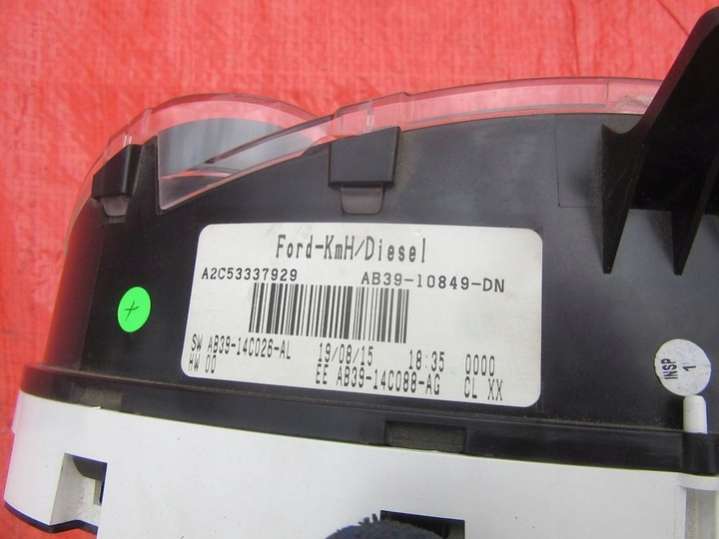 Ford-KmH/Diesel
A2C53337929 AB39-10849-DN
SW AB39-14C026-AL 19/08/15 18:35 0000
HW 00 EE AB39-14C088-AG CL XX
INSP
1